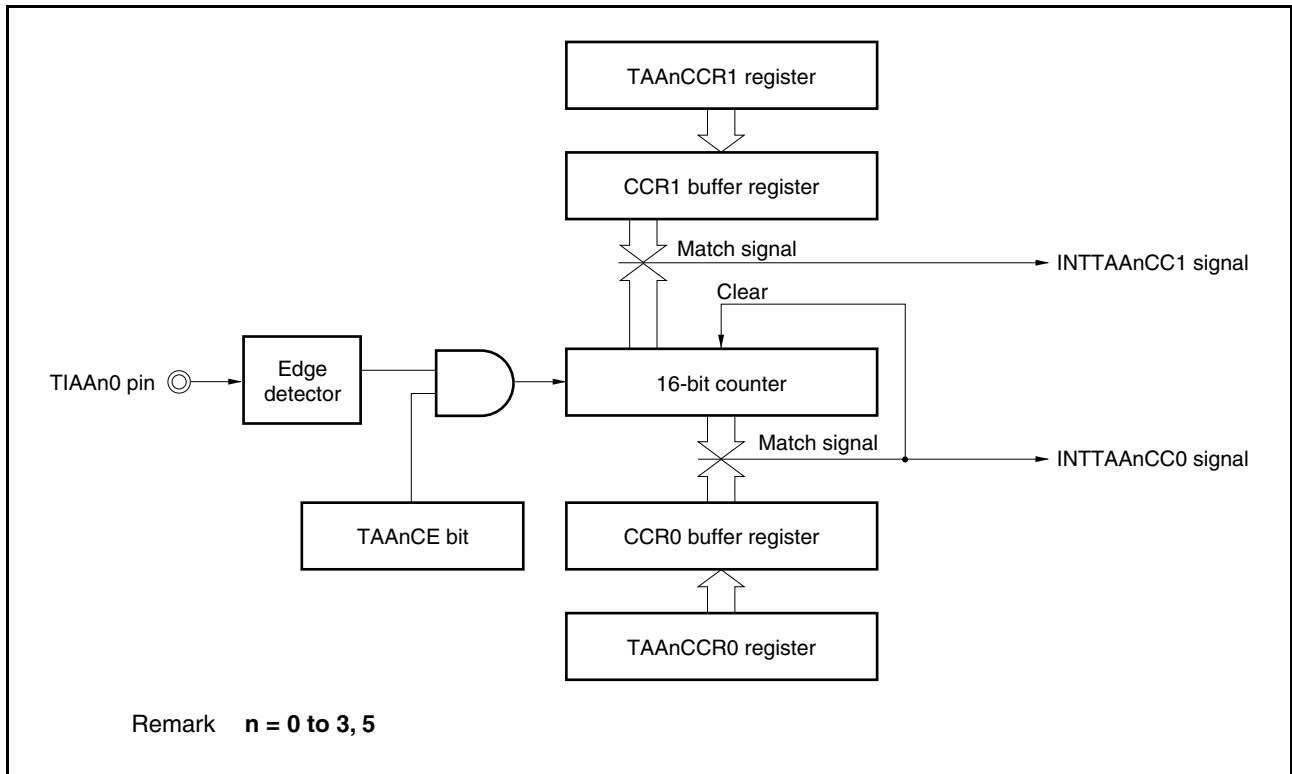 TAAnCCR1 register
CCR1 buffer register
Match signal
INTTAAnCC1 signal
Clear
TIAAn0 pin
Edge
detector
16-bit counter
Match signal
INTTAAnCC0 signal
TAAnCE bit
CCR0 buffer register
TAAnCCR0 register
Remark n = 0 to 3, 5